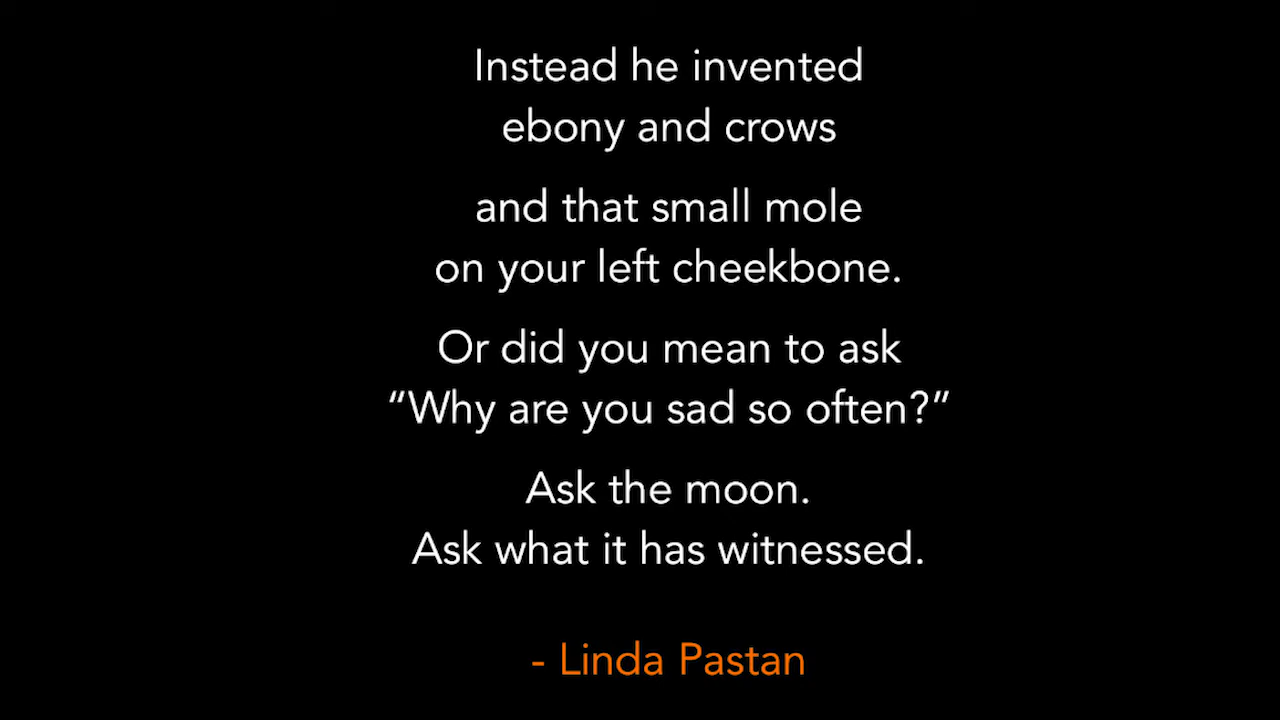 Instead he invented
ebony and crows
and that small mole
on your left cheekbone.
Or did you mean to ask
“Why are you sad so often?”
Ask the moon.
Ask what it has witnessed.
- Linda Pastan